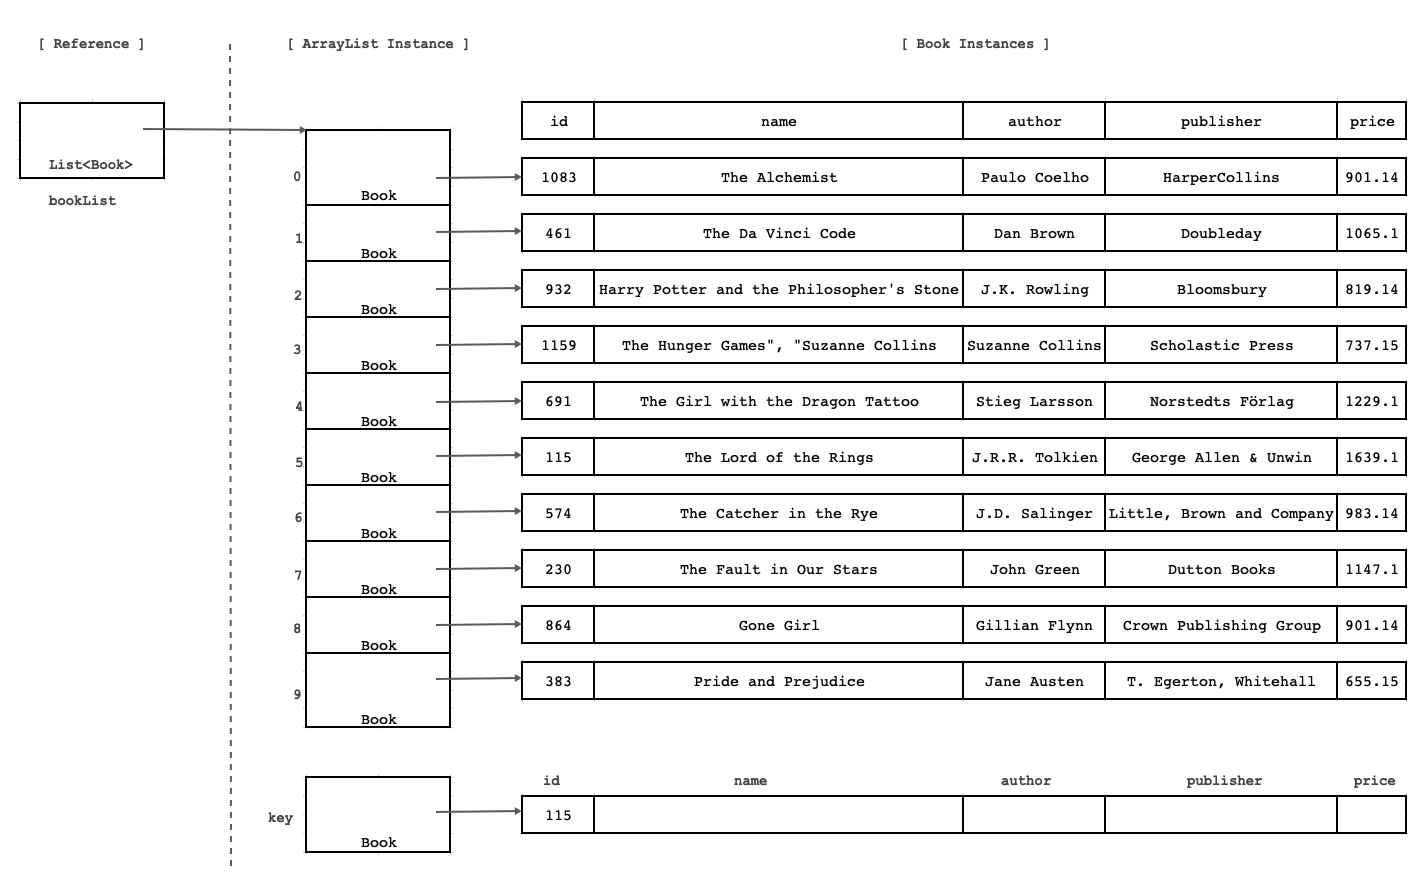 [ Reference ] [ ArrayList Instance ] [ Book Instances ]
id name author publisher price
List<Book>
bookList
0 Book 1083 The Alchemist Paulo Coelho HarperCollins 901.14
1 Book 461 The Da Vinci Code Dan Brown Doubleday 1065.1
2 Book 932 Harry Potter and the Philosopher's Stone J.K. Rowling Bloomsbury 819.14
3 Book 1159 The Hunger Games", "Suzanne Collins Suzanne Collins Scholastic Press 737.15
4 Book 691 The Girl with the Dragon Tattoo Stieg Larsson Norstedts Förlag 1229.1
5 Book 115 The Lord of the Rings J.R.R. Tolkien George Allen & Unwin 1639.1
6 Book 574 The Catcher in the Rye J.D. Salinger Little, Brown and Company 983.14
7 Book 230 The Fault in Our Stars John Green Dutton Books 1147.1
8 Book 864 Gone Girl Gillian Flynn Crown Publishing Group 901.14
9 Book 383 Pride and Prejudice Jane Austen T. Egerton, Whitehall 655.15
id name author publisher price
key Book 115